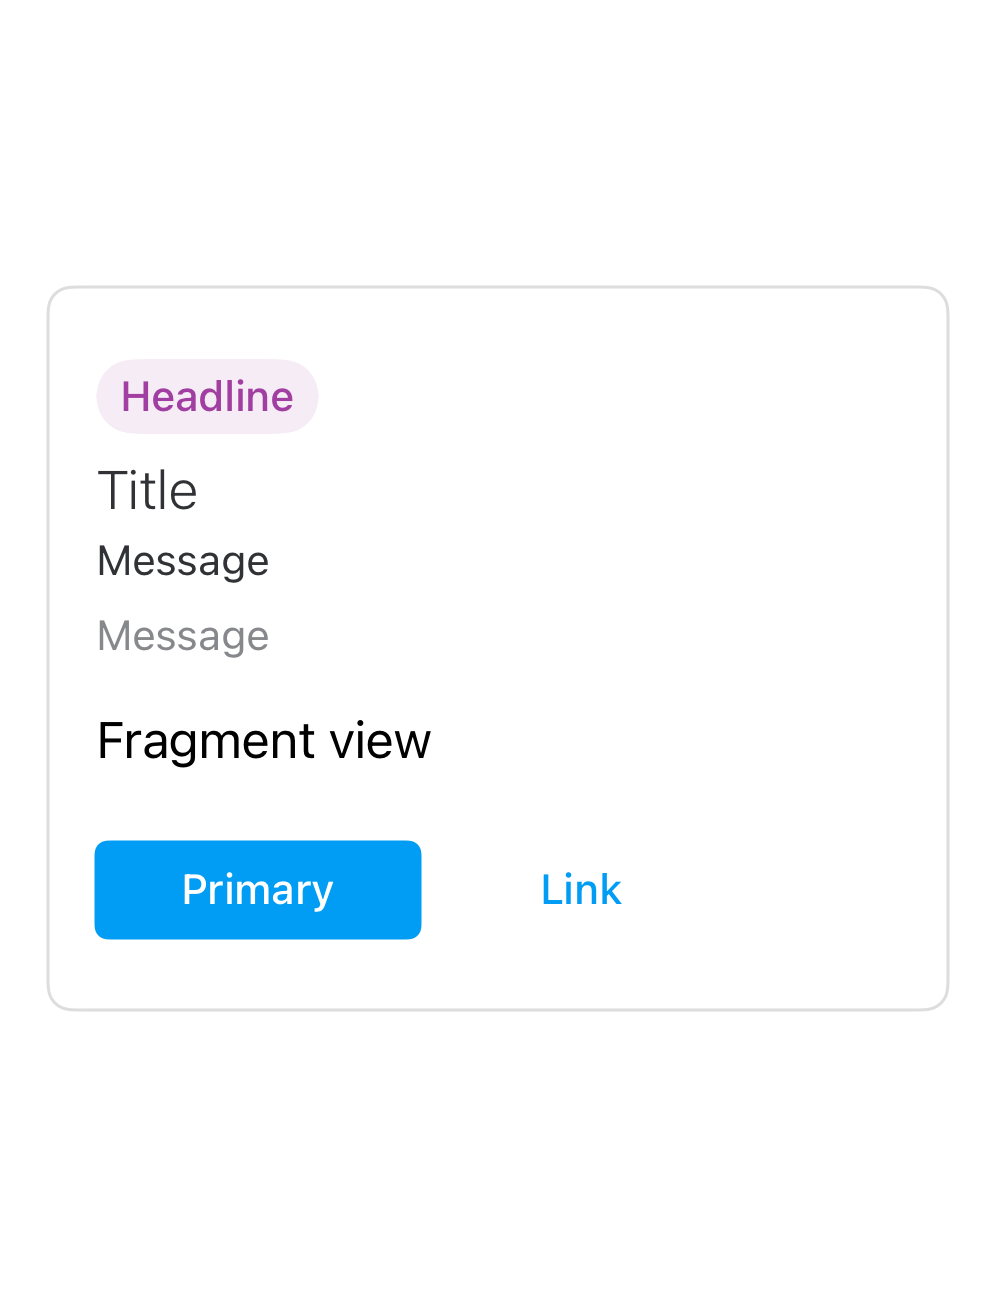 Headline
Title
Message
Message
Fragment view
Primary
Link